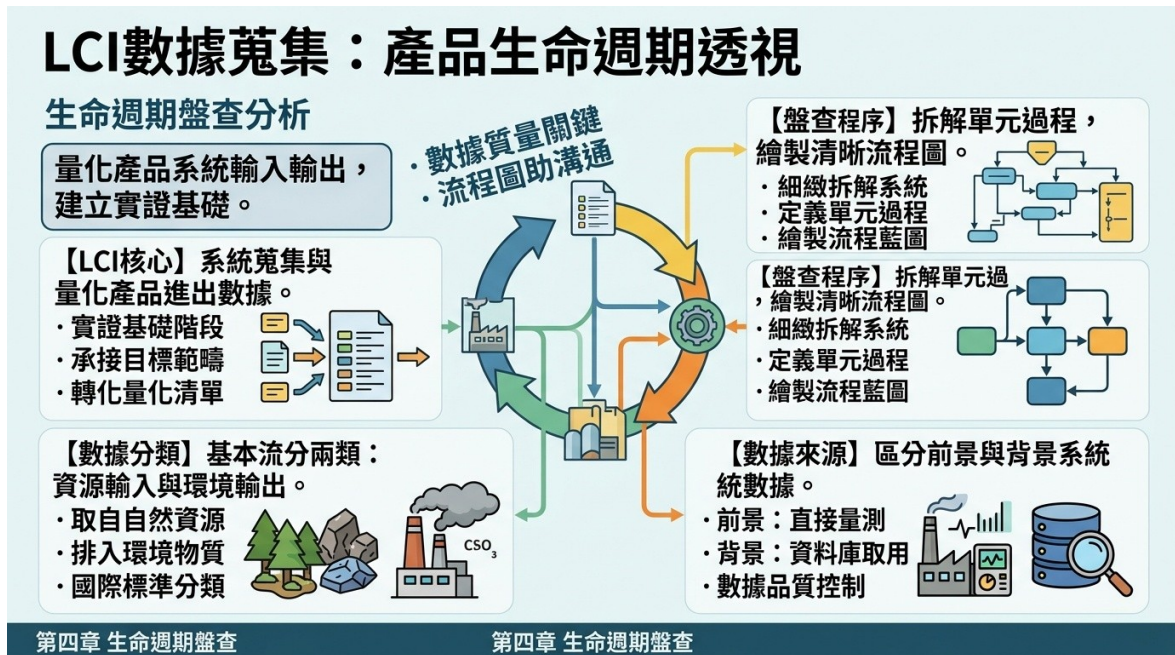 LCI數據蒐集：產品生命週期透視
生命週期盤查分析
量化產品系統輸入輸出，
建立實證基礎。
· 數據質量關鍵
· 流程圖助溝通
【LCI核心】系統蒐集與
量化產品進出數據。
· 實證基礎階段
· 承接目標範疇
· 轉化量化清單
【盤查程序】拆解單元過程，
繪製清晰流程圖。
· 細緻拆解系統
· 定義單元過程
· 繪製流程藍圖
【盤查程序】拆解單元過
，繪製清晰流程圖。
· 細緻拆解系統
· 定義單元過程
· 繪製流程藍圖
【數據分類】基本流分兩類：
資源輸入與環境輸出。
· 取自自然資源
· 排入環境物質
· 國際標準分類
CSO₃
【數據來源】區分前景與背景系統
統數據。
· 前景：直接量測
· 背景：資料庫取用
· 數據品質控制
第四章 生命週期盤查
第四章 生命週期盤查